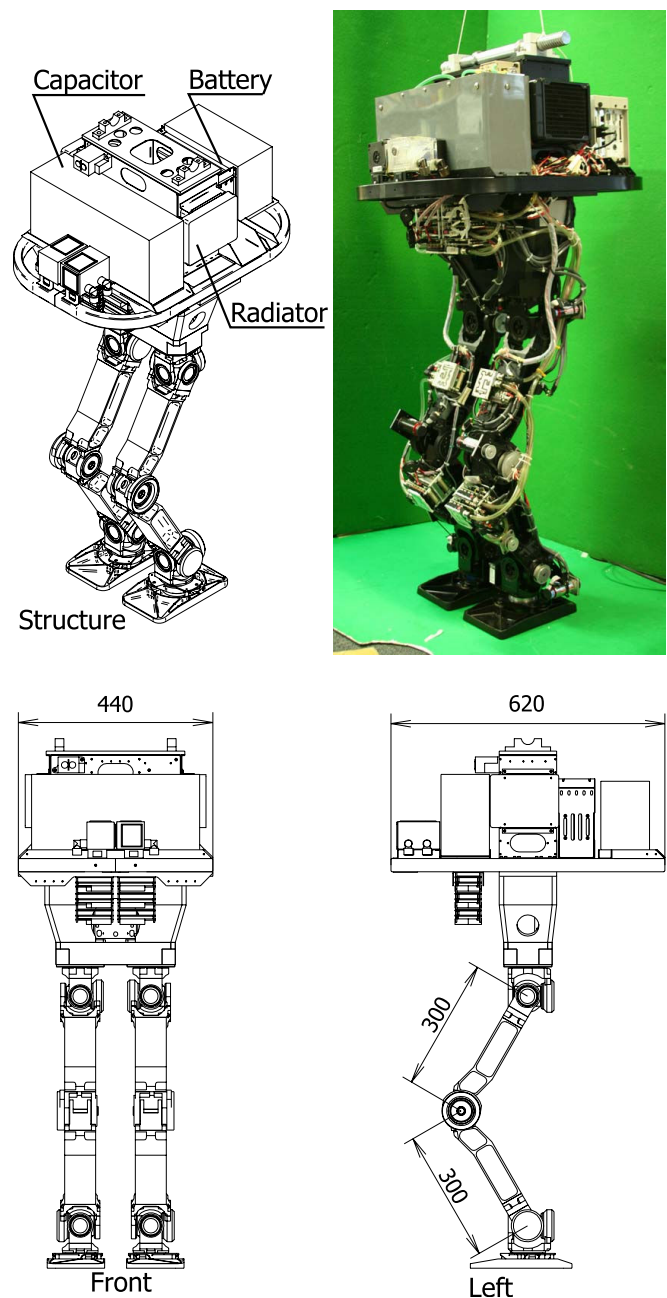 Capacitor
Battery
Radiator
Structure
440
620
300
300
Front
Left